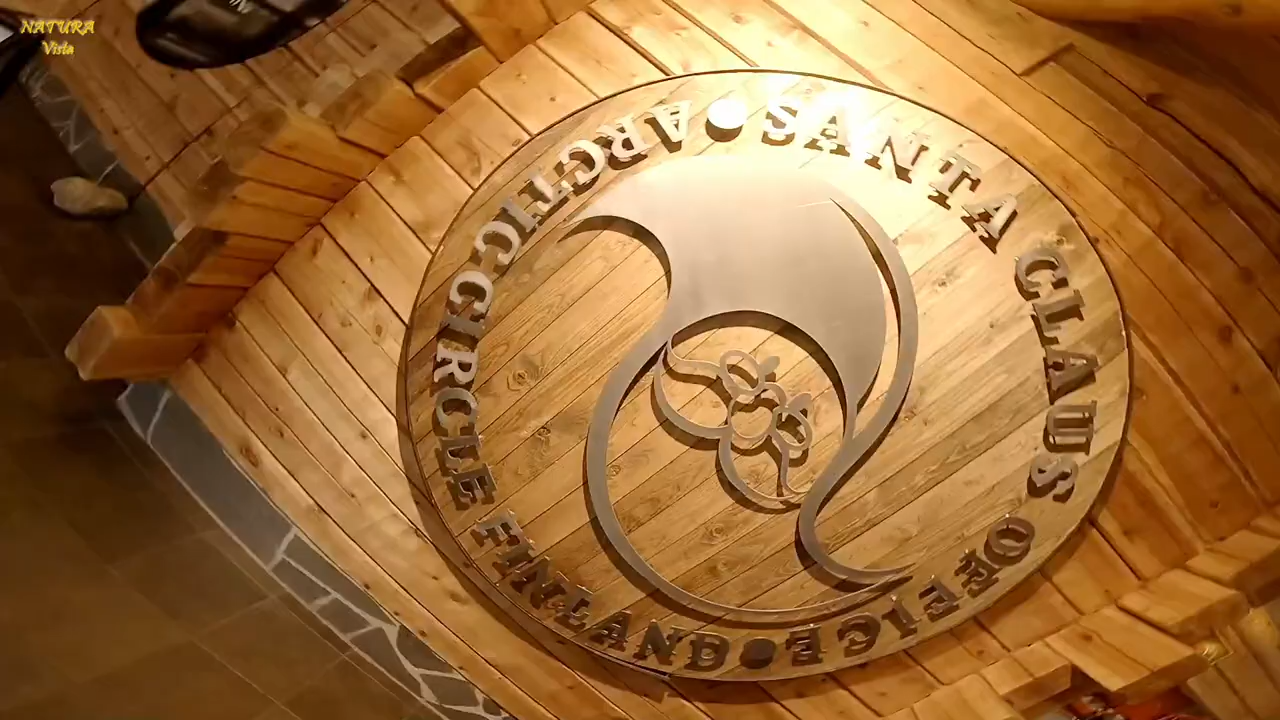 NATURA
Vista
SANTA CLAUS OFFICE
ARCTIC CIRCLE FINLAND